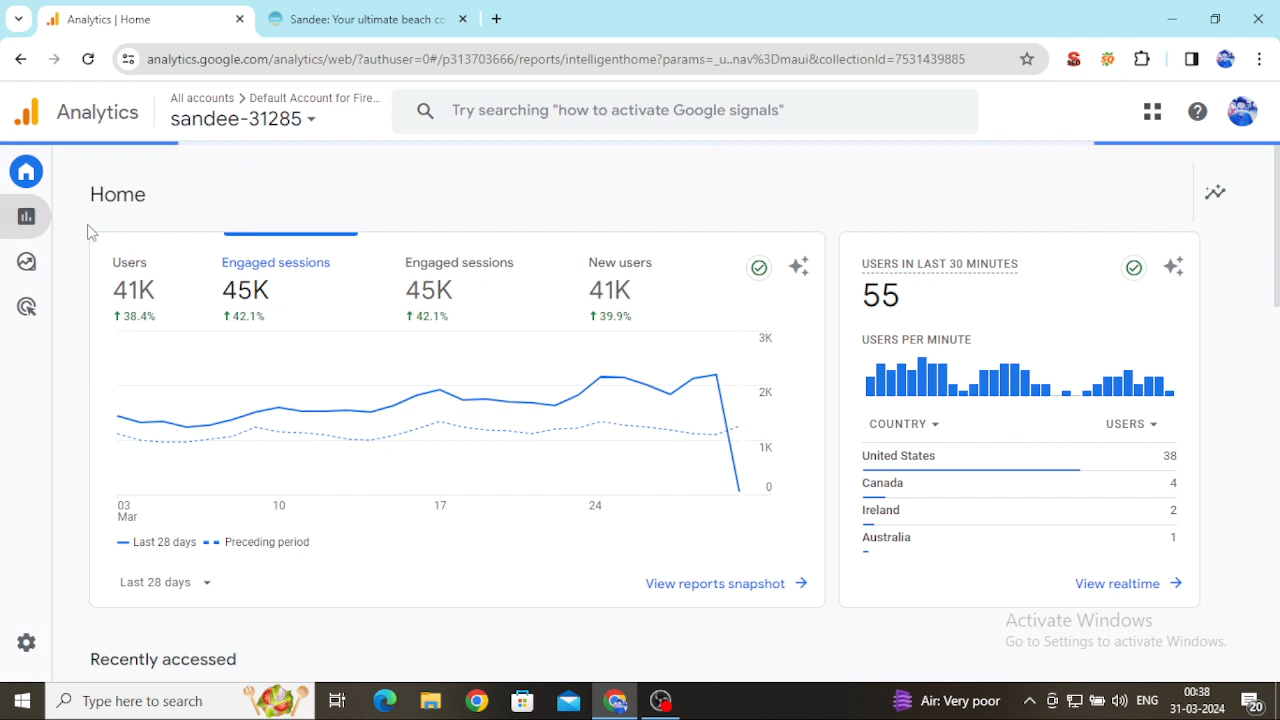 Analytics | Home
Sandee: Your ultimate beach co
analytics.google.com/analytics/web/?authuser=0#/p313703666/reports/intelligenthome?params=_u..nav%3Dmaui&collectionId=7531439885
Analytics
All accounts > Default Account for Fire...
sandee-31285
Try searching "how to activate Google signals"
Home
Users
41K
38.4%
Engaged sessions
45K
42.1%
Engaged sessions
45K
42.1%
New users
41K
39.9%
3K
2K
1K
0
03
Mar
10
17
24
Last 28 days
Preceding period
Last 28 days
View reports snapshot
USERS IN LAST 30 MINUTES
55
USERS PER MINUTE
COUNTRY
USERS
United States 38
Canada 4
Ireland 2
Australia 1
View realtime
Activate Windows
Go to Settings to activate Windows.
Recently accessed
Type here to search
Air: Very poor
ENG
00:38
31-03-2024
20